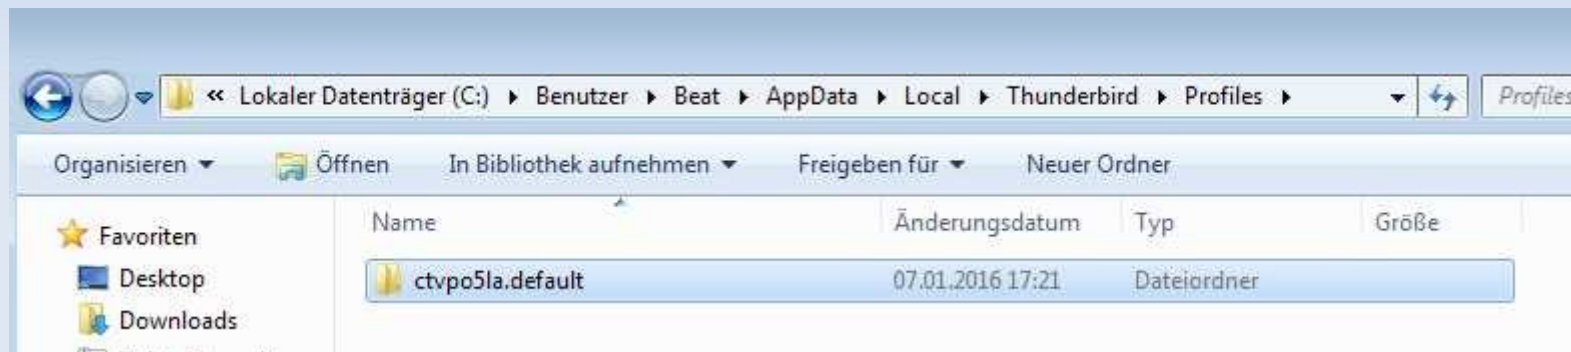 « Lokaler Datenträger (C:) ▸ Benutzer ▸ Beat ▸ AppData ▸ Local ▸ Thunderbird ▸ Profiles ▸ Profiles
Organisieren Öffnen In Bibliothek aufnehmen Freigeben für Neuer Ordner
Favoriten Name Änderungsdatum Typ Größe
Desktop ctvpo5la.default 07.01.2016 17:21 Dateiordner
Downloads